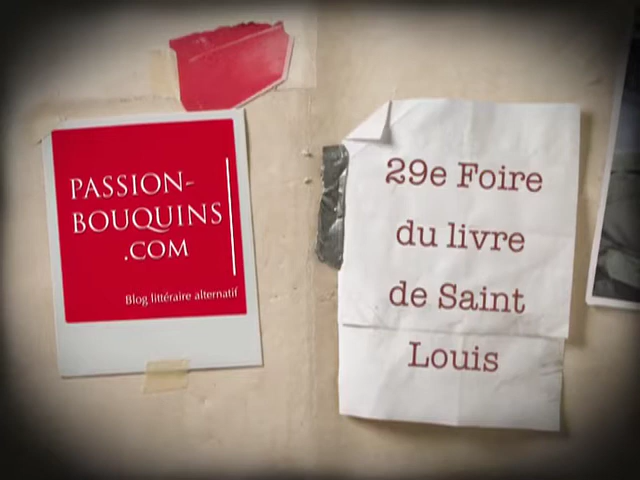 PASSION-
BOUQUINS
.COM
Blog littéraire alternatif
29e Foire
du livre
de Saint
Louis